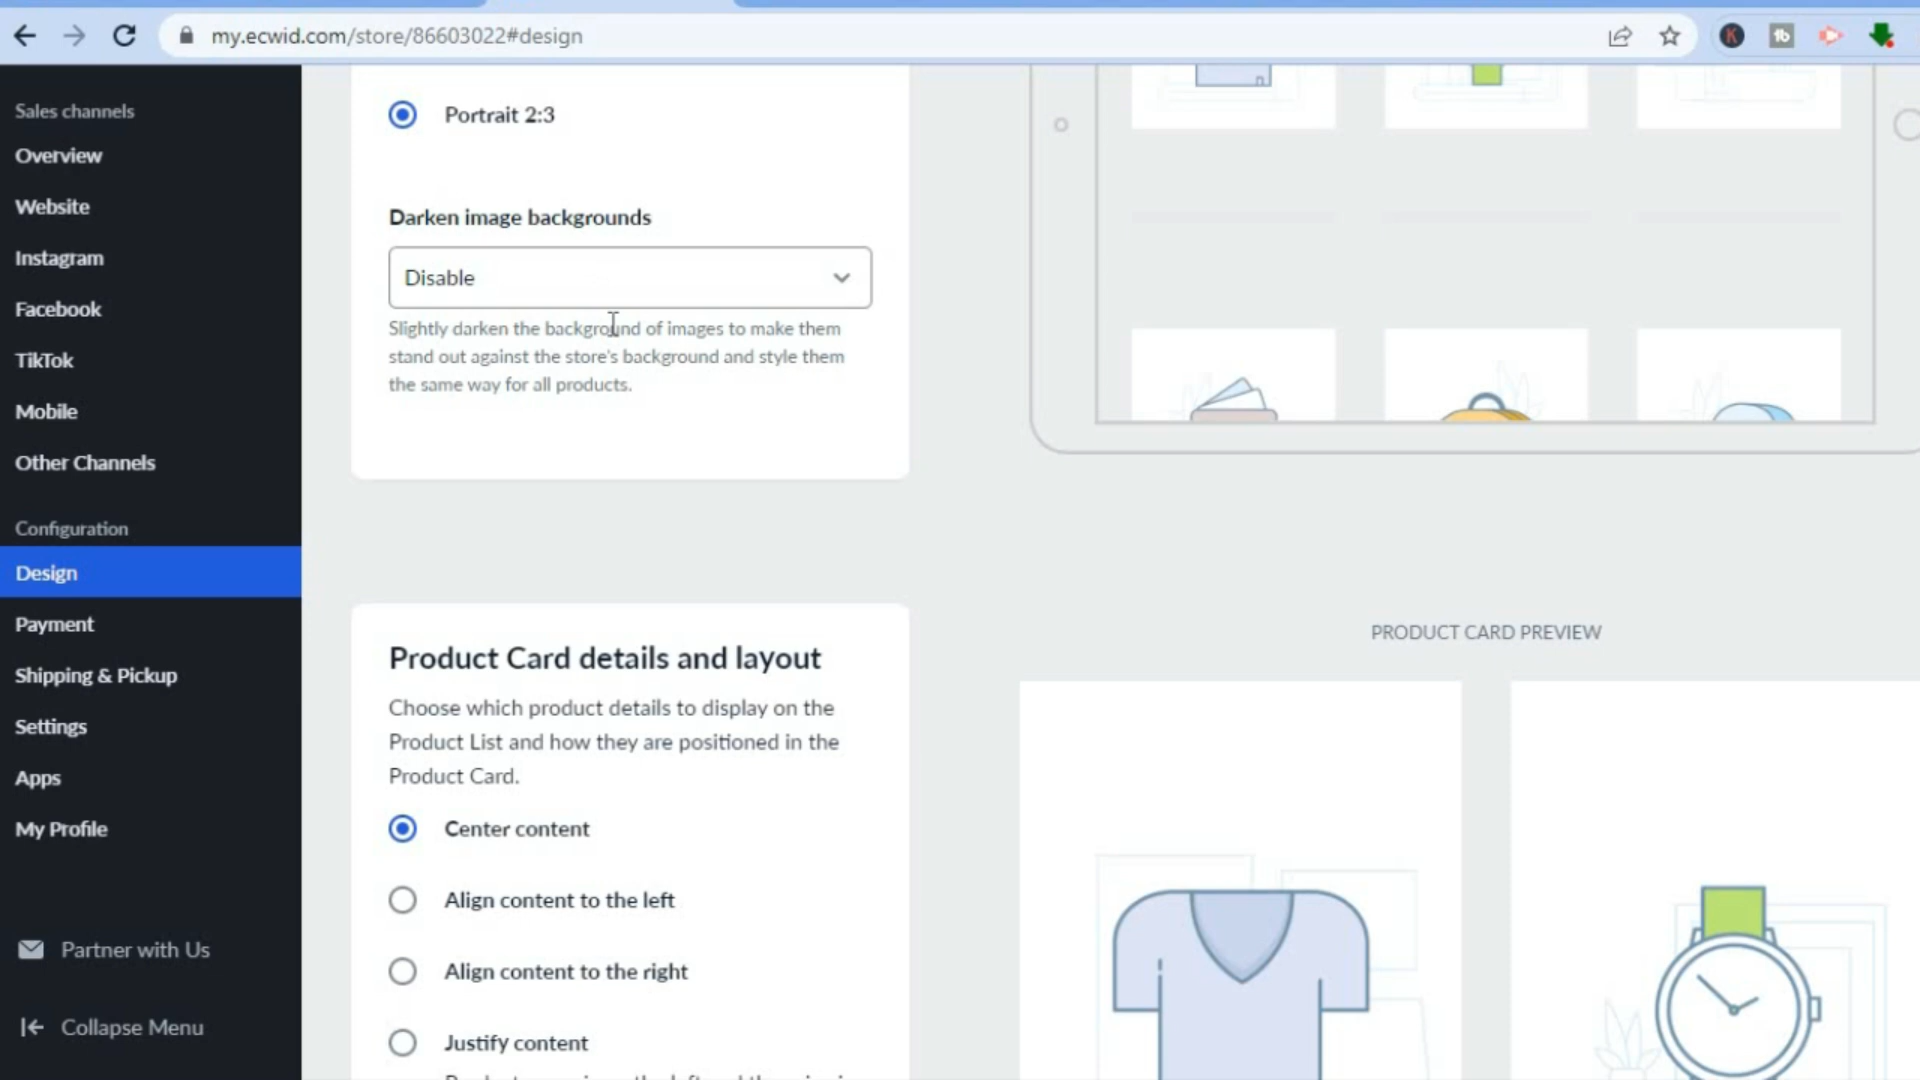 my.ecwid.com/store/86603022#design
Sales channels
Overview
Website
Instagram
Facebook
TikTok
Mobile
Other Channels
Configuration
Design
Payment
Shipping & Pickup
Settings
Apps
My Profile
Partner with Us
Collapse Menu
Portrait 2:3
Darken image backgrounds
Disable
Slightly darken the background of images to make them
stand out against the store's background and style them
the same way for all products.
Product Card details and layout
Choose which product details to display on the
Product List and how they are positioned in the
Product Card.
Center content
Align content to the left
Align content to the right
Justify content
PRODUCT CARD PREVIEW